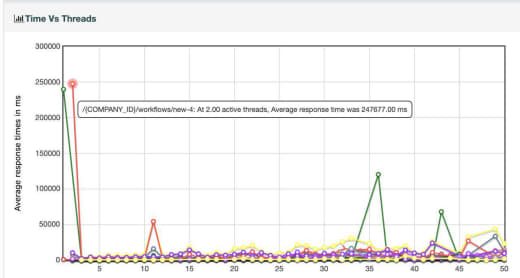 Time Vs Threads
300000
250000
/{COMPANY_ID}/workflows/new-4: At 2.00 active threads, Average response time was 247677.00 ms
200000
150000
100000
50000
0
Average response times in ms
5 10 15 20 25 30 35 40 45 50